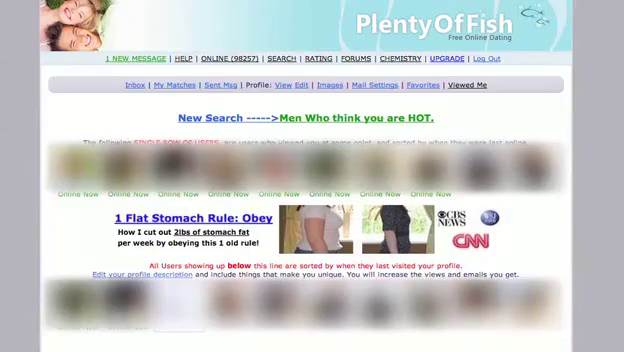 PlentyOfFish
Free Online Dating
1 NEW MESSAGE | HELP | ONLINE (98257) | SEARCH | RATING | FORUMS | CHEMISTRY | UPGRADE | Log Out
Inbox | My Matches | Sent Msg | Profile: View Edit | Images | Mail Settings | Favorites | Viewed Me
New Search ----->Men Who think you are HOT.
The following SINGLE ROW OF USERS, are users who viewed you at some point, and sorted by when they were last online.
Online Now Online Now Online Now Online Now Online Now Online Now Online Now Online Now
1 Flat Stomach Rule: Obey
How I cut out 2lbs of stomach fat
per week by obeying this 1 old rule!
CBS
NEWS
CNN
All Users showing up below this line are sorted by when they last visited your profile.
Edit your profile description and include things that make you unique. You will increase the views and emails you get.